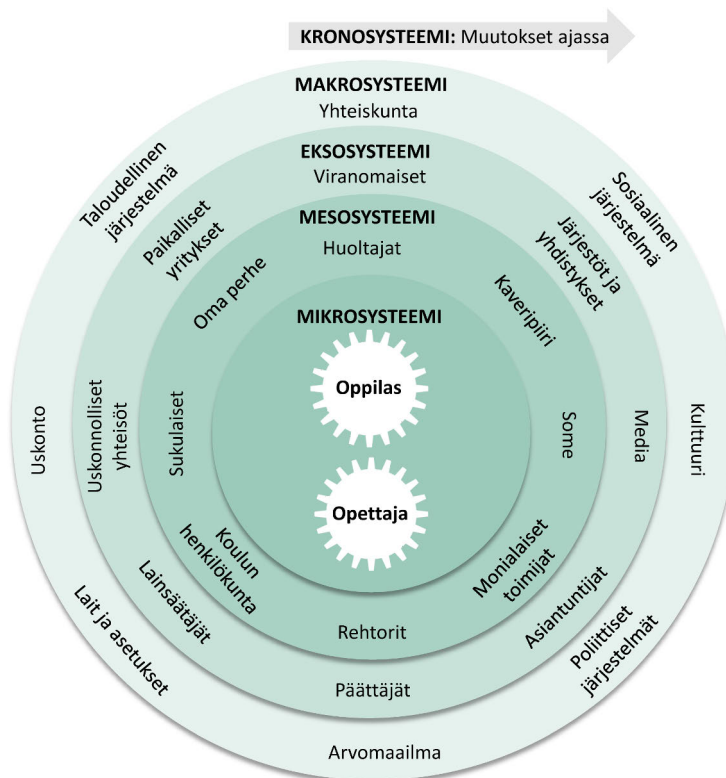 KRONOSYSTEEMI: Muutokset ajassa
MAKROSYSTEEMI
Yhteiskunta
Taloudellinen
järjestelmä
Sosiaalinen
järjestelmä
Uskonto
Kulttuuri
Lait ja asetukset
Poliittiset
järjestelmät
Arvomaailma
EKSOSYSTEEMI
Viranomaiset
Paikalliset
yritykset
Järjestöt ja
yhdistykset
Uskonnolliset
yhteisöt
Media
Lainsäätäjät
Asiantuntijat
Päättäjät
MESOSYSTEEMI
Huoltajat
Oma perhe
Kaveripiiri
Sukulaiset
Some
Koulun
henkilökunta
Monialaiset
toimijat
Rehtorit
MIKROSYSTEEMI
Oppilas
Opettaja